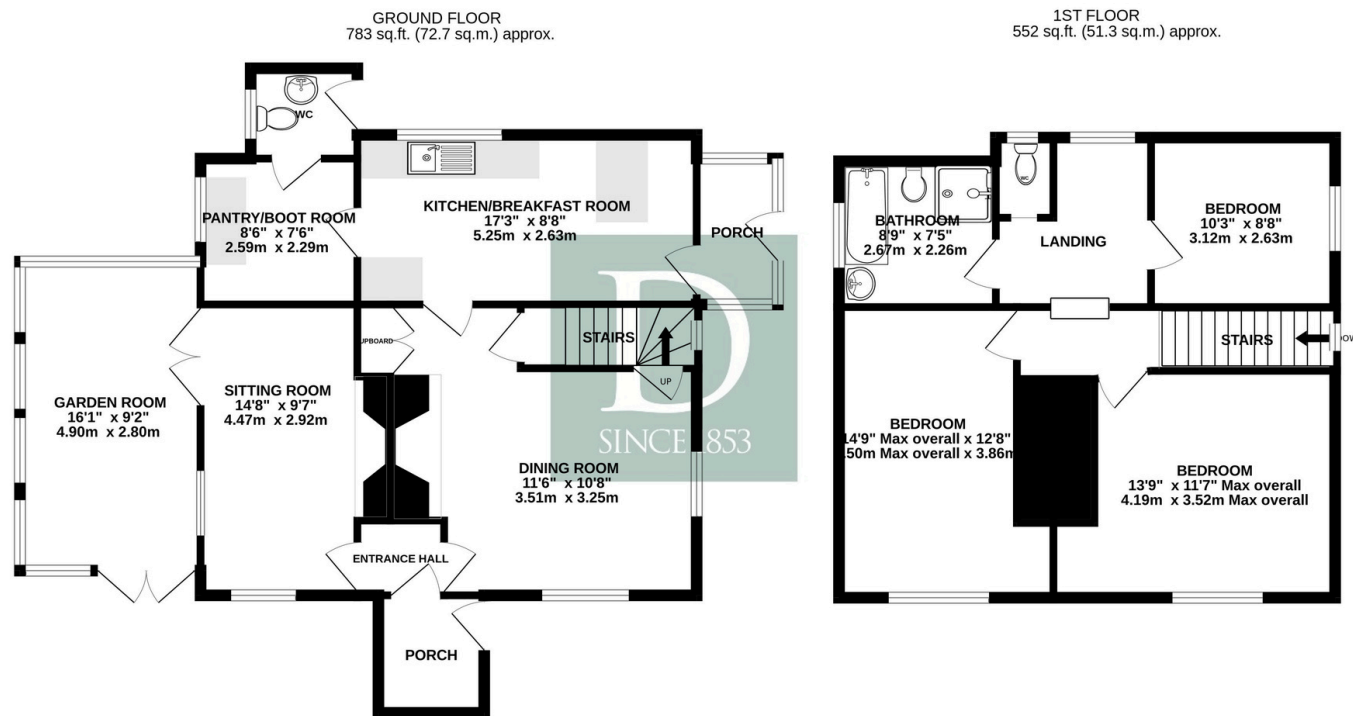 GROUND FLOOR
783 sq.ft. (72.7 sq.m.) approx.
WC
PANTRY/BOOT ROOM
8'6" x 7'6"
2.59m x 2.29m
KITCHEN/BREAKFAST ROOM
17'3" x 8'8"
5.25m x 2.63m
PORCH
UPBOARD
STAIRS
UP
GARDEN ROOM
16'1" x 9'2"
4.90m x 2.80m
SITTING ROOM
14'8" x 9'7"
4.47m x 2.92m
DINING ROOM
11'6" x 10'8"
3.51m x 3.25m
ENTRANCE HALL
PORCH
D
SINCE 1853
1ST FLOOR
552 sq.ft. (51.3 sq.m.) approx.
BATHROOM
8'9" x 7'5"
2.67m x 2.26m
WC
LANDING
BEDROOM
10'3" x 8'8"
3.12m x 2.63m
STAIRS
BEDROOM
14'9" Max overall x 12'8"
.50m Max overall x 3.86m
BEDROOM
13'9" x 11'7" Max overall
4.19m x 3.52m Max overall